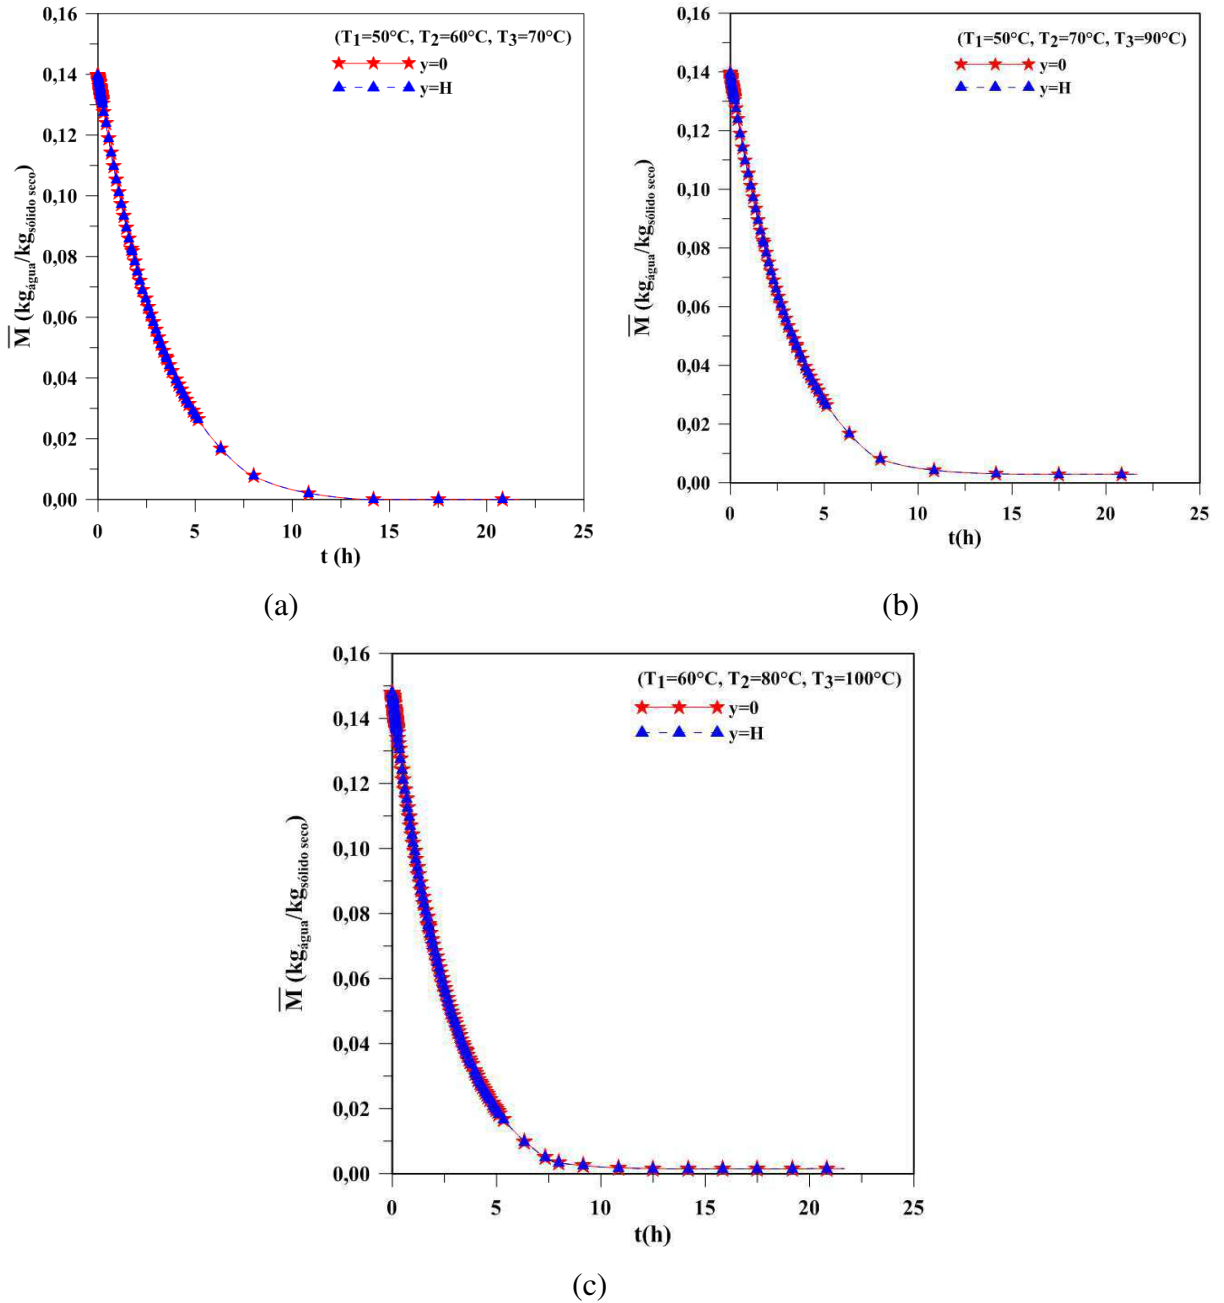 0,16
0,14
0,12
0,10
0,08
0,06
0,04
0,02
0,00
M (kgágua/kgsólido seco)
(T1=50°C, T2=60°C, T3=70°C)
y=0
y=H
0 5 10 15 20 25
t (h)
(a)
0,16
0,14
0,12
0,10
0,08
0,06
0,04
0,02
0,00
M (kgágua/kgsólido seco)
(T1=50°C, T2=70°C, T3=90°C)
y=0
y=H
0 5 10 15 20 25
t(h)
(b)
0,16
0,14
0,12
0,10
0,08
0,06
0,04
0,02
0,00
M (kgágua/kgsólido seco)
(T1=60°C, T2=80°C, T3=100°C)
y=0
y=H
0 5 10 15 20 25
t(h)
(c)